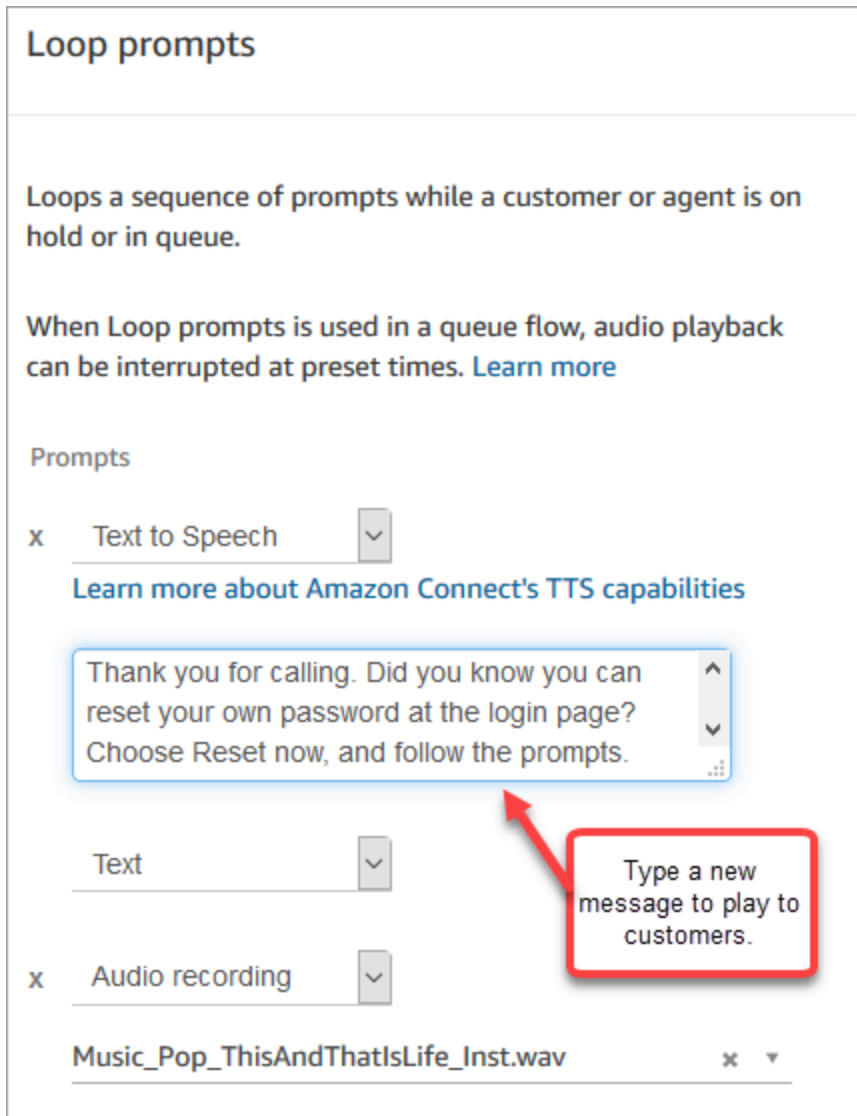 Loop prompts
Loops a sequence of prompts while a customer or agent is on
hold or in queue.
When Loop prompts is used in a queue flow, audio playback
can be interrupted at preset times. Learn more
Prompts
x Text to Speech
Learn more about Amazon Connect's TTS capabilities
Thank you for calling. Did you know you can
reset your own password at the login page?
Choose Reset now, and follow the prompts.
Text
Type a new
message to play to
customers.
x Audio recording
Music_Pop_ThisAndThatIsLife_Inst.wav